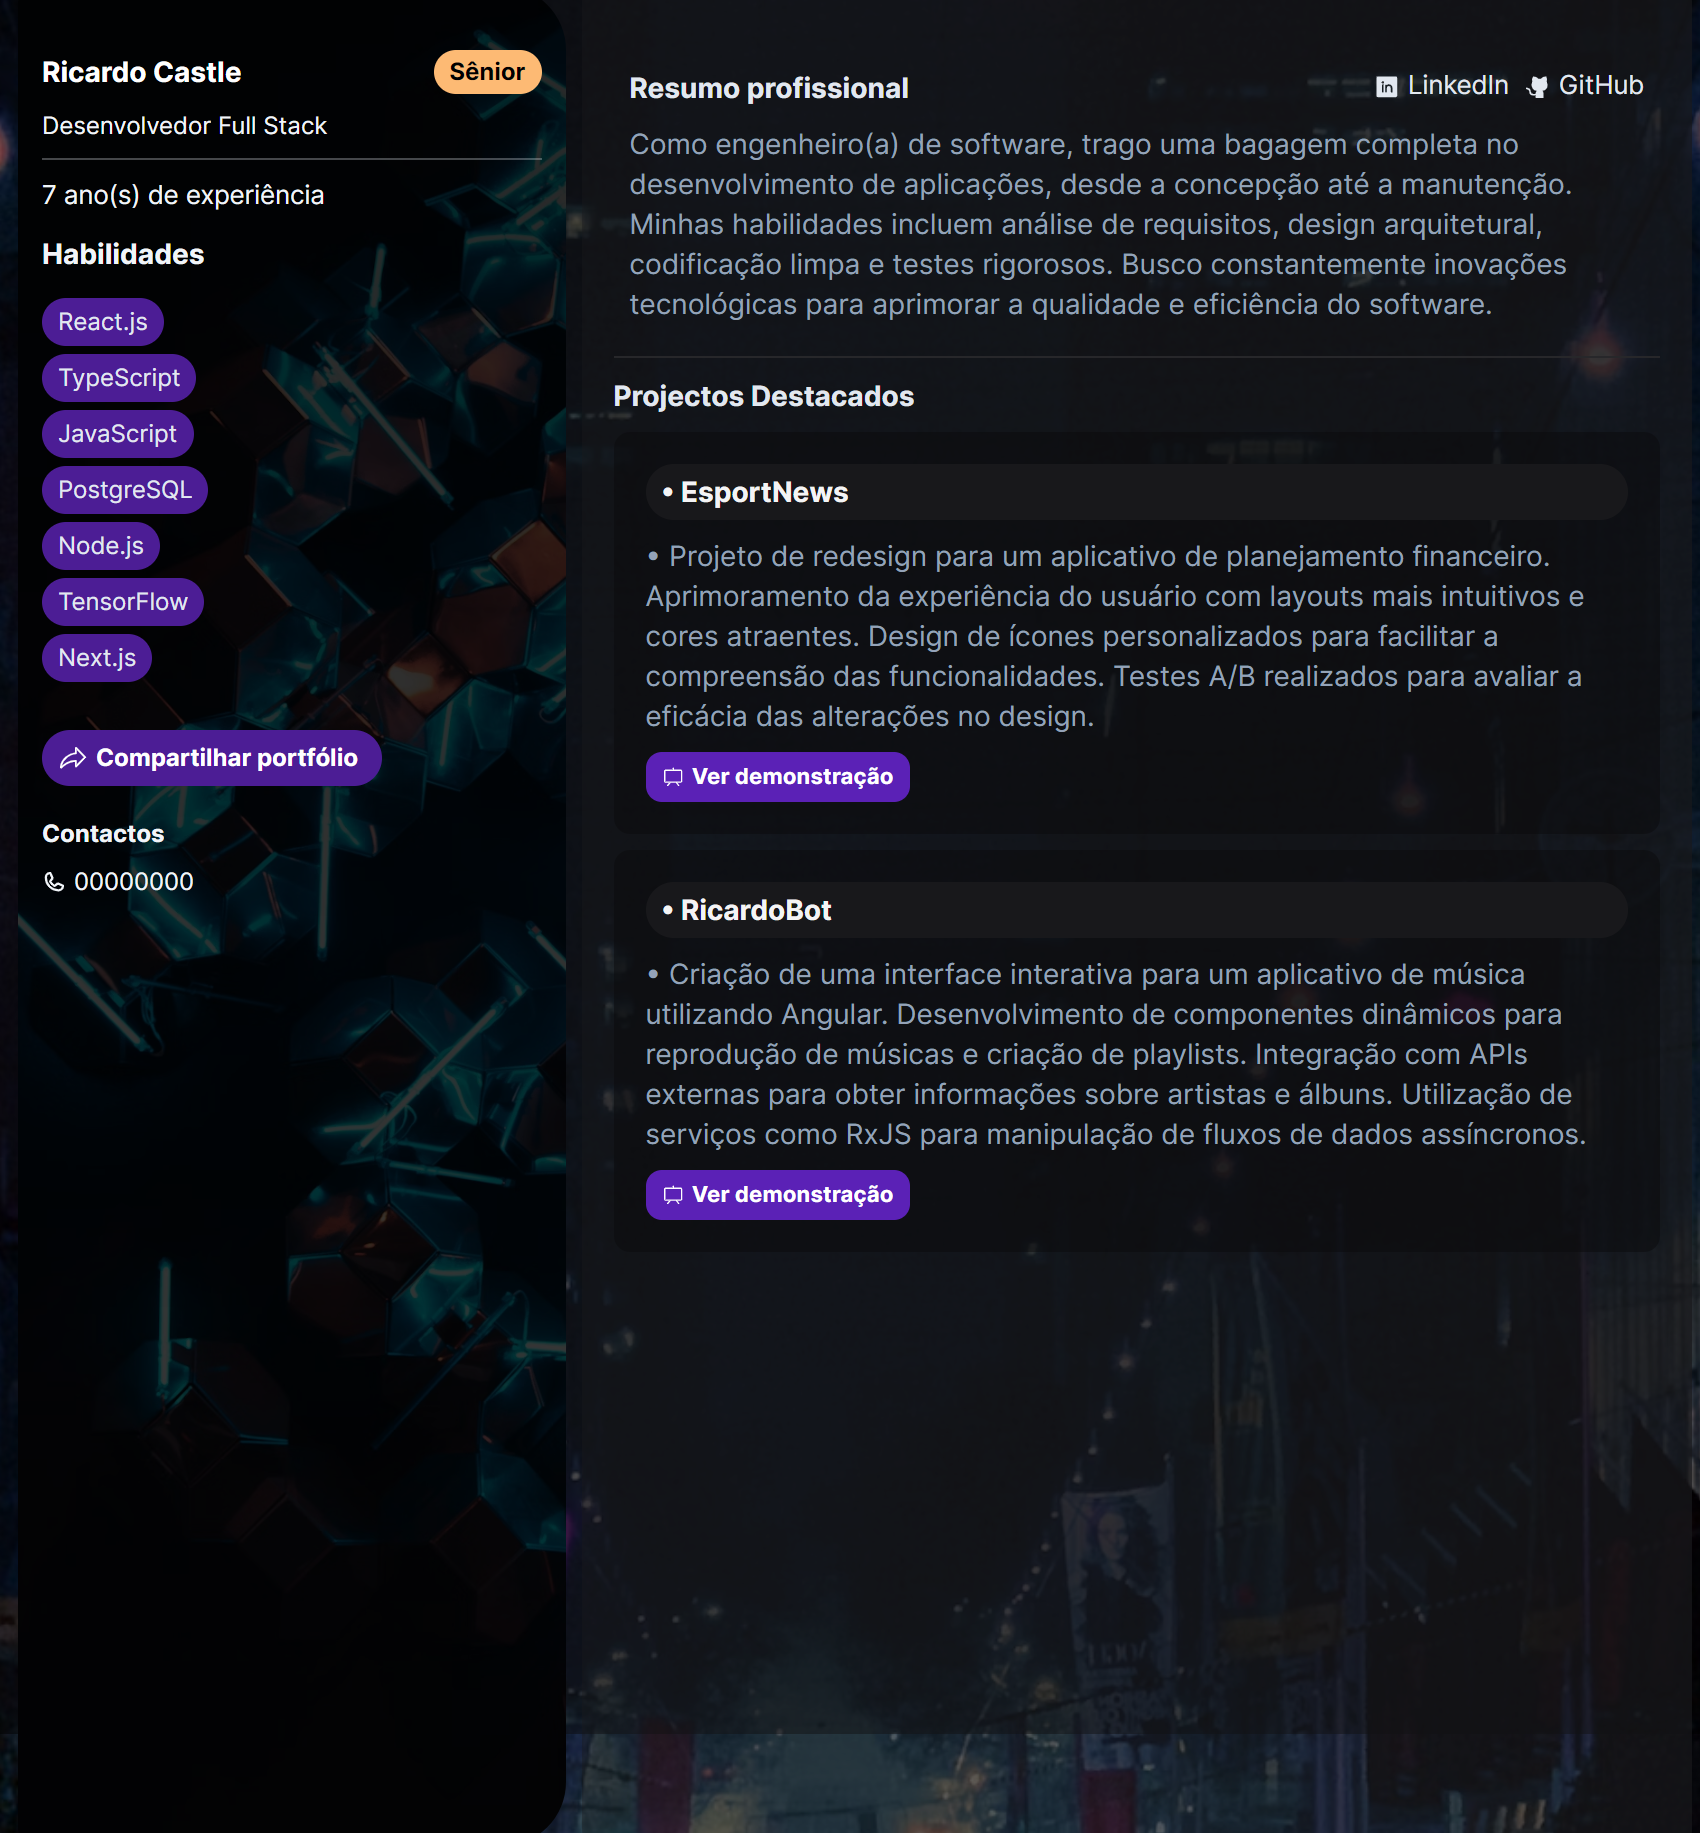 Ricardo Castle
Sênior
Desenvolvedor Full Stack
7 ano(s) de experiência
Habilidades
React.js
TypeScript
JavaScript
PostgreSQL
Node.js
TensorFlow
Next.js
Compartilhar portfólio
Contactos
00000000
Resumo profissional
LinkedIn
GitHub
Como engenheiro(a) de software, trago uma bagagem completa no
desenvolvimento de aplicações, desde a concepção até a manutenção.
Minhas habilidades incluem análise de requisitos, design arquitetural,
codificação limpa e testes rigorosos. Busco constantemente inovações
tecnológicas para aprimorar a qualidade e eficiência do software.
Projectos Destacados
• EsportNews
• Projeto de redesign para um aplicativo de planejamento financeiro.
Aprimoramento da experiência do usuário com layouts mais intuitivos e
cores atraentes. Design de ícones personalizados para facilitar a
compreensão das funcionalidades. Testes A/B realizados para avaliar a
eficácia das alterações no design.
Ver demonstração
• RicardoBot
• Criação de uma interface interativa para um aplicativo de música
utilizando Angular. Desenvolvimento de componentes dinâmicos para
reprodução de músicas e criação de playlists. Integração com APIs
externas para obter informações sobre artistas e álbuns. Utilização de
serviços como RxJS para manipulação de fluxos de dados assíncronos.
Ver demonstração